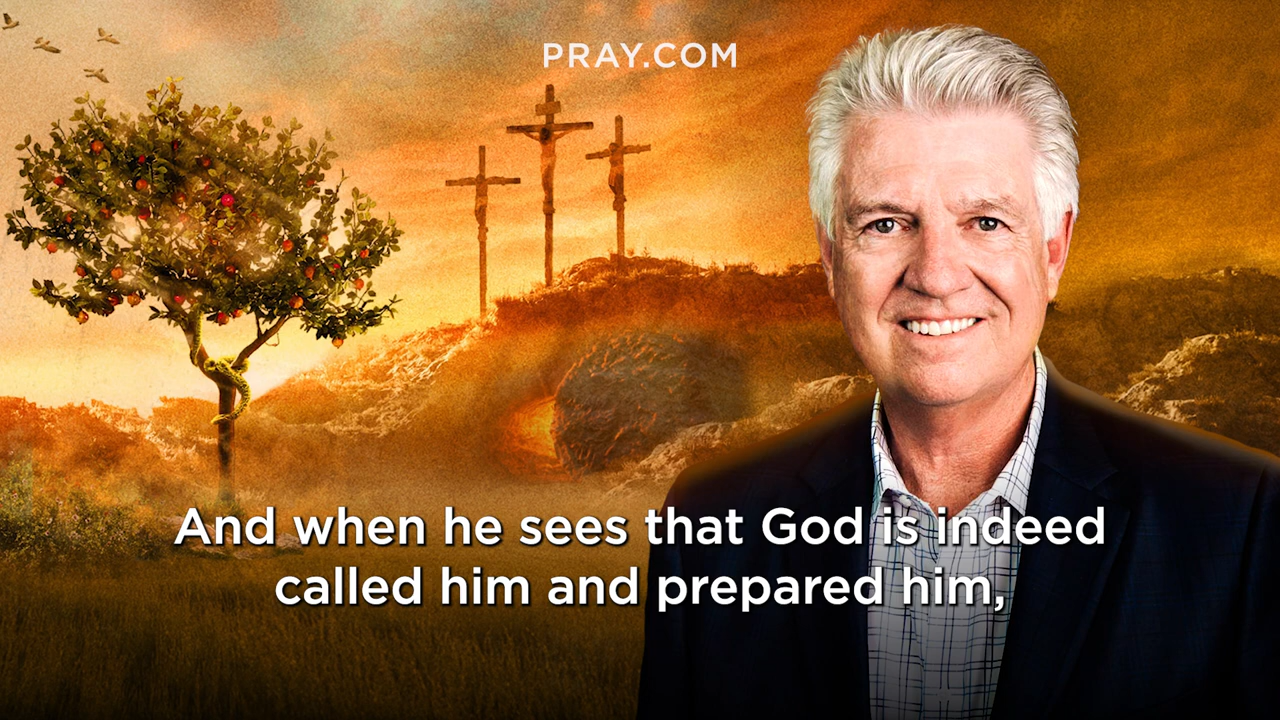 PRAY.COM
And when he sees that God is indeed
called him and prepared him,